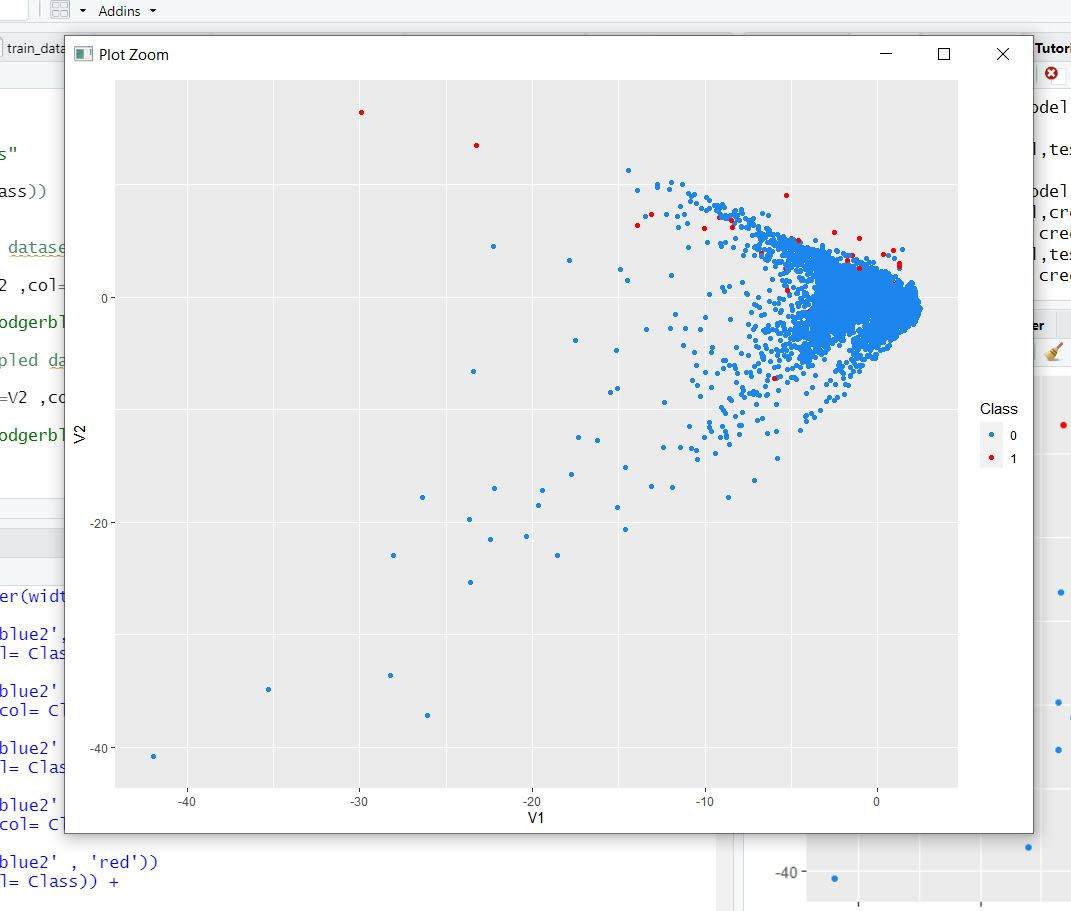 Addins
train_data
Plot Zoom
Tutori
s"
ass))
datase
2 ,col=
odgerbl
pled da
=V2 ,co
odgerbl
odel
l,tes
odel
l,cre
cre
l,tes
cre
er
0
-20
-40
V2
-40
-30
-20
-10
0
V1
Class
0
1
er(widt
blue2',
l= Clas
blue2'
col= Cl
blue2'
l= Clas
blue2'
col= Cl
blue2' , 'red'))
l= Class)) +
-40